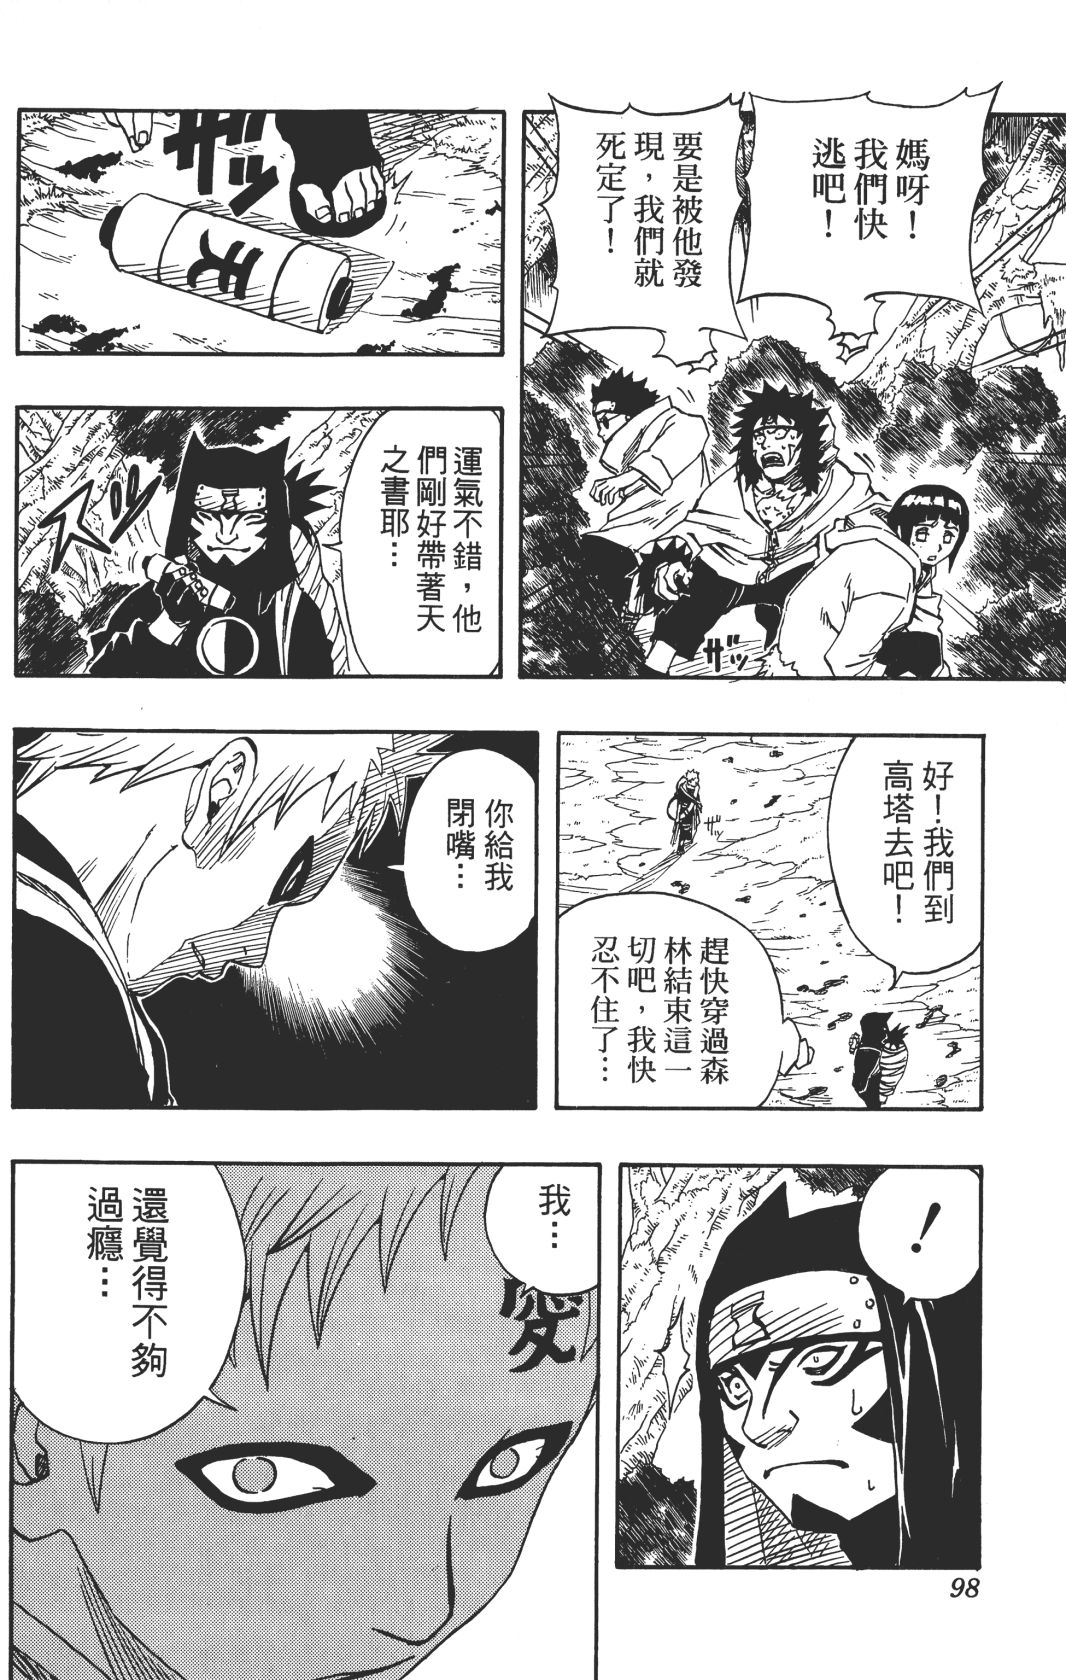 媽呀！
我們快
逃吧！
要是被他發
現，我們就
死定了！
ザッ
天
ボボッ
運氣不錯，他
們剛好帶著天
之書耶…
スッ
好！我們到
高塔去吧！
趕快穿過森
林結束這一
切吧，我快
忍不住了…
你給我
閉嘴…
！
我…
愛
還覺得不夠
過癮…
98